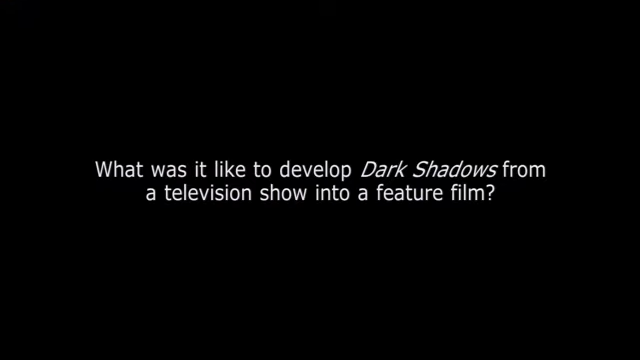 What was it like to develop Dark Shadows from
a television show into a feature film?